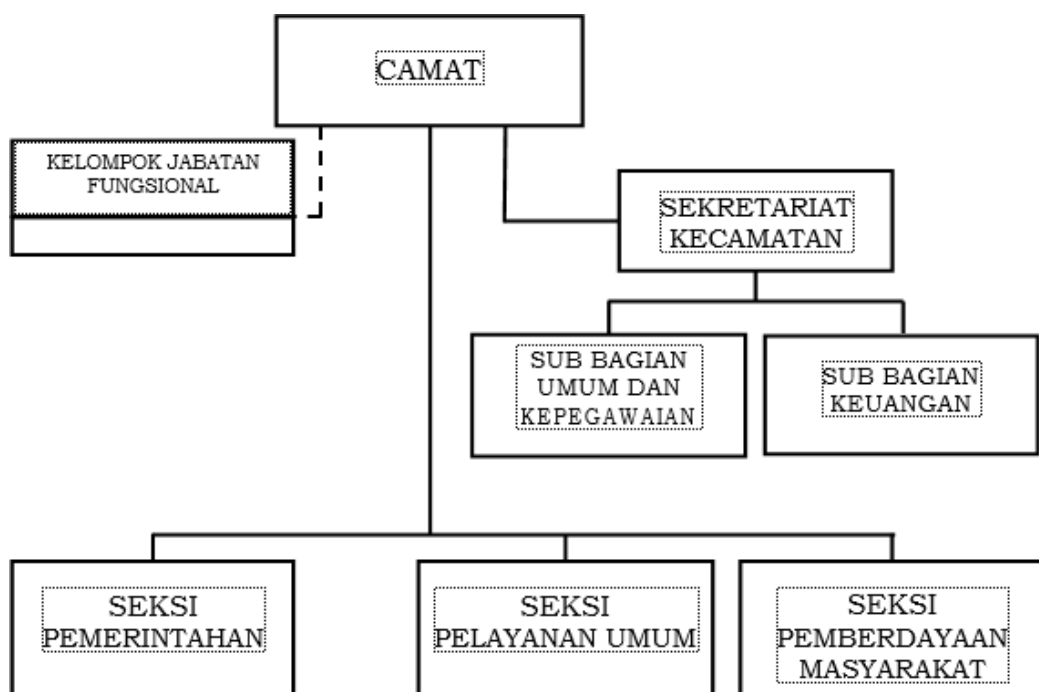 CAMAT
KELOMPOK JABATAN
FUNGSIONAL
SEKRETARIAT
KECAMATAN
SUB BAGIAN
UMUM DAN
KEPEGAWAIAN
SUB BAGIAN
KEUANGAN
SEKSI
PEMERINTAHAN
SEKSI
PELAYANAN UMUM
SEKSI
PEMBERDAYAAN
MASYARAKAT